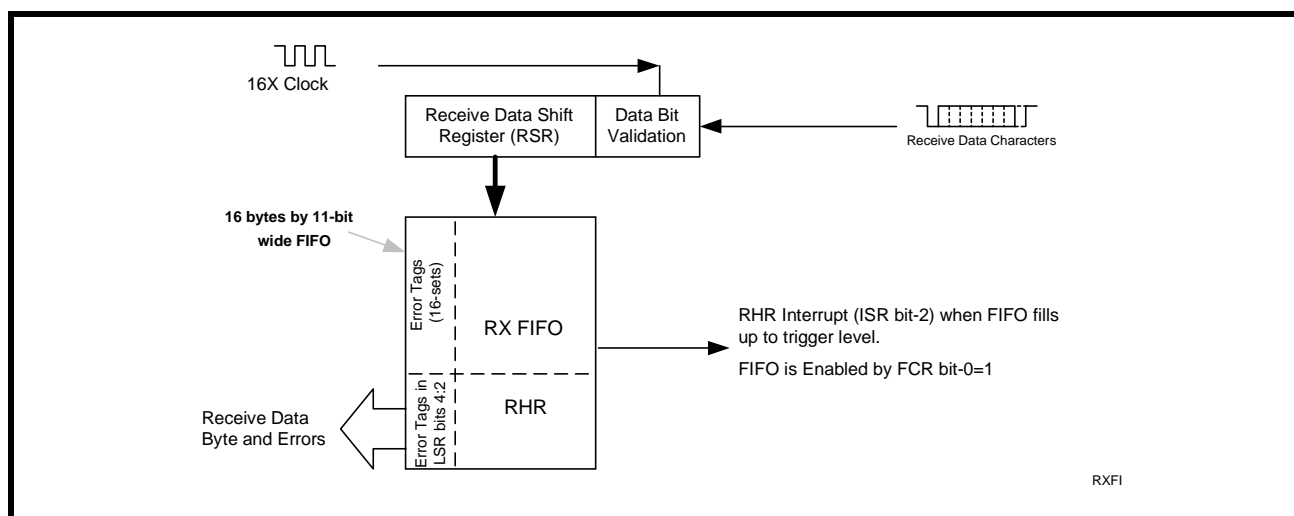 16X Clock
Receive Data Shift
Register (RSR)
Data Bit
Validation
Receive Data Characters
16 bytes by 11-bit
wide FIFO
Error Tags
(16-sets)
RX FIFO
RHR Interrupt (ISR bit-2) when FIFO fills
up to trigger level.
FIFO is Enabled by FCR bit-0=1
Error Tags in
LSR bits 4:2
RHR
Receive Data
Byte and Errors
RXFI